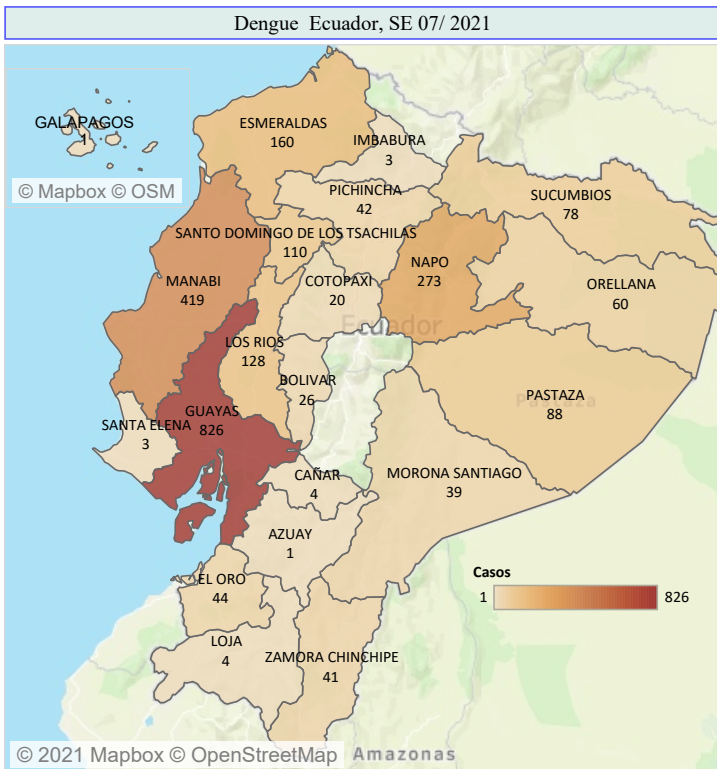 Dengue Ecuador, SE 07/ 2021
GALAPAGOS
1
© Mapbox © OSM
ESMERALDAS
160
IMBABURA
3
PICHINCHA
42
SUCUMBIOS
78
SANTO DOMINGO DE LOS TSACHILAS
110
NAPO
273
MANABI
419
COTOPAXI
20
ORELLANA
60
Ecuador
LOS RIOS
128
BOLIVAR
26
PASTAZA
88
Pastaza
SANTA ELENA
3
GUAYAS
826
CAÑAR
4
MORONA SANTIAGO
39
AZUAY
1
EL ORO
44
Casos
1
826
LOJA
4
ZAMORA CHINCHIPE
41
© 2021 Mapbox © OpenStreetMap
Amazonas